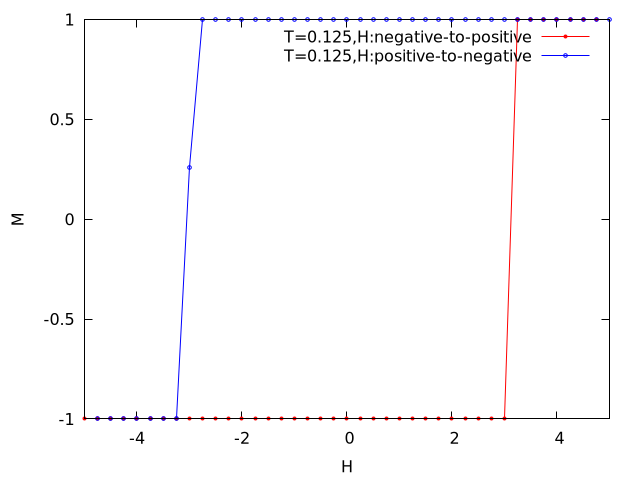 1
T=0.125,H:negative-to-positive
T=0.125,H:positive-to-negative
0.5
M
0
-0.5
-1
-4
-2
0
2
4
H